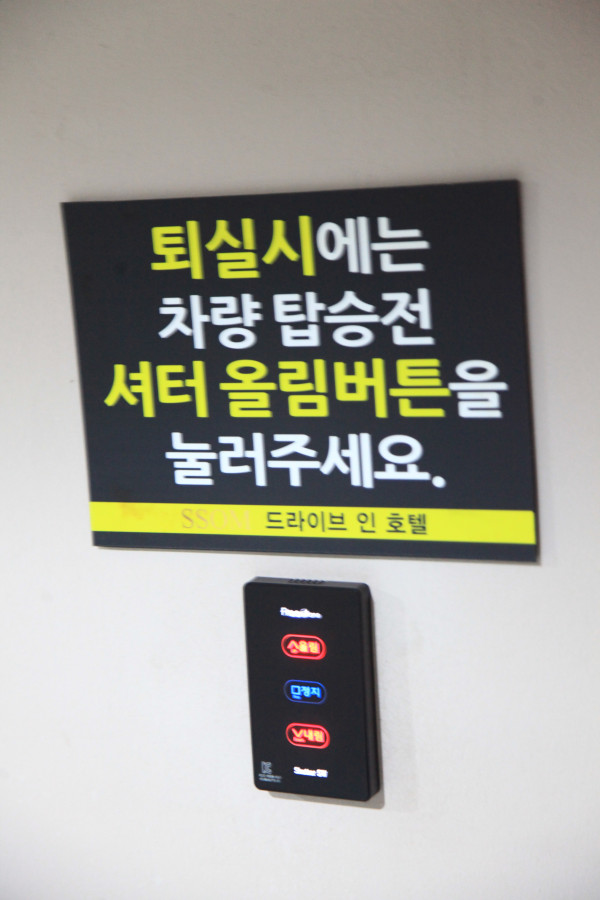 퇴실시에는
차량 탑승전
셔터 올림버튼을
눌러주세요.
드라이브 인 호텔
올림
정지
내림